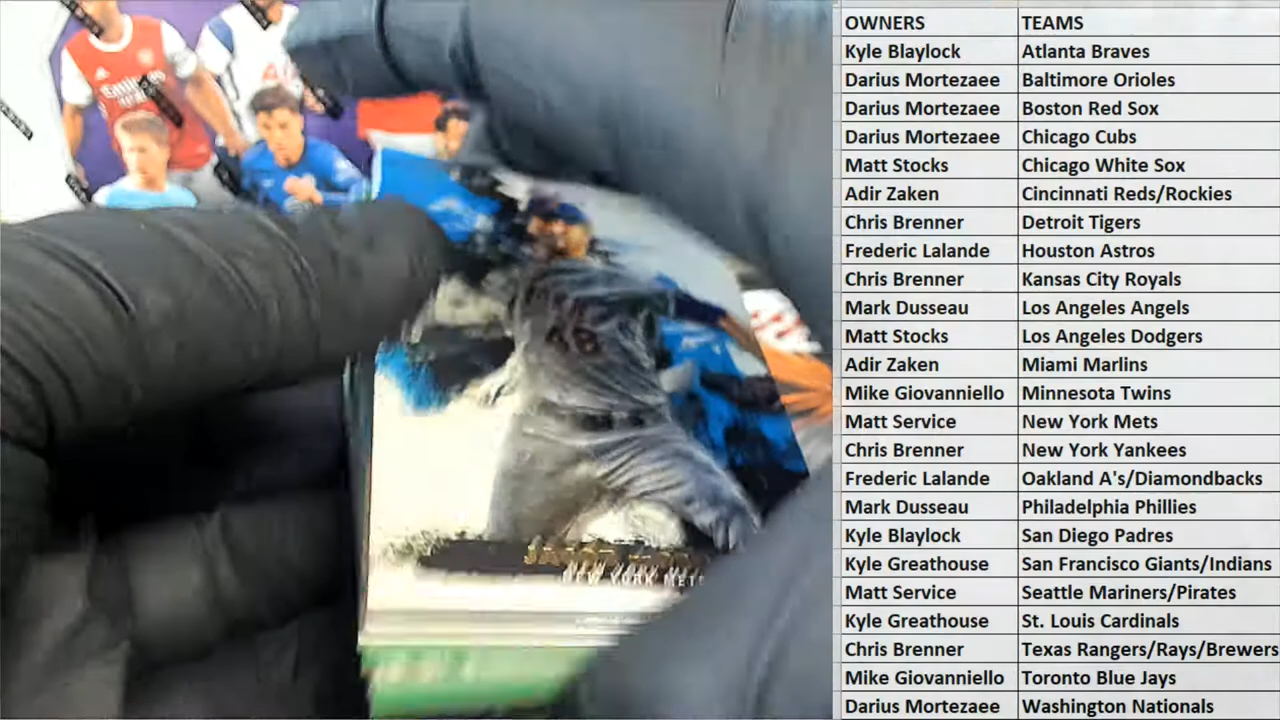 Emirates
48
NEW YORK METS
OWNERS TEAMS
Kyle Blaylock Atlanta Braves
Darius Mortezaee Baltimore Orioles
Darius Mortezaee Boston Red Sox
Darius Mortezaee Chicago Cubs
Matt Stocks Chicago White Sox
Adir Zaken Cincinnati Reds/Rockies
Chris Brenner Detroit Tigers
Frederic Lalande Houston Astros
Chris Brenner Kansas City Royals
Mark Dusseau Los Angeles Angels
Matt Stocks Los Angeles Dodgers
Adir Zaken Miami Marlins
Mike Giovanniello Minnesota Twins
Matt Service New York Mets
Chris Brenner New York Yankees
Frederic Lalande Oakland A's/Diamondbacks
Mark Dusseau Philadelphia Phillies
Kyle Blaylock San Diego Padres
Kyle Greathouse San Francisco Giants/Indians
Matt Service Seattle Mariners/Pirates
Kyle Greathouse St. Louis Cardinals
Chris Brenner Texas Rangers/Rays/Brewers
Mike Giovanniello Toronto Blue Jays
Darius Mortezaee Washington Nationals